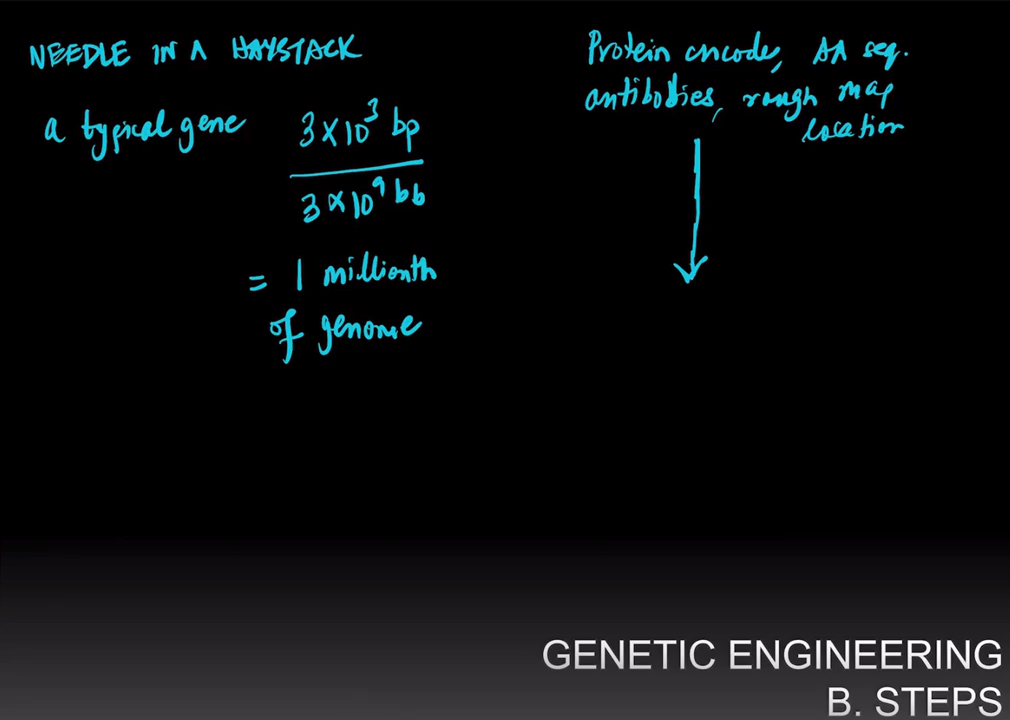 NEEDLE IN A HAYSTACK
a typical gene 3×10³ bp
3×10⁹ bb
= 1 millionth
of genome
Protein encode, AA seq.
antibodies, rough map
location
GENETIC ENGINEERING
B. STEPS